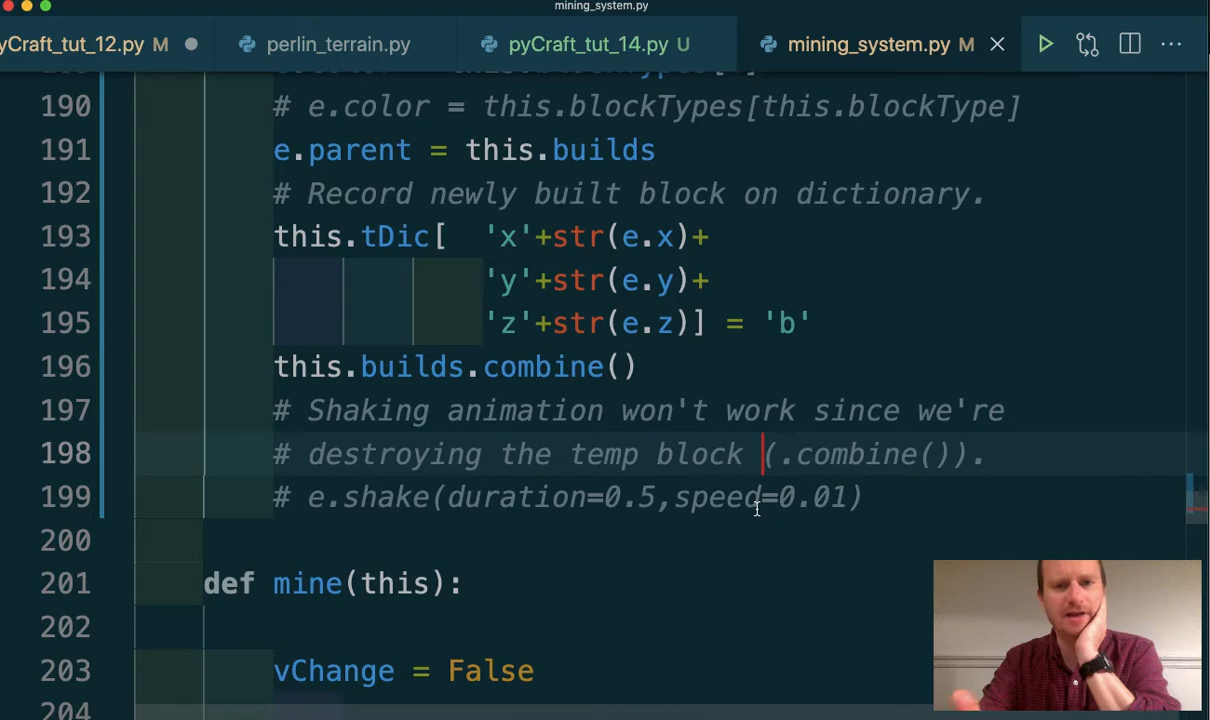 mining_system.py
yCraft_tut_12.py M
perlin_terrain.py
pyCraft_tut_14.py U
mining_system.py M
190 # e.color = this.blockTypes[this.blockType]
191 e.parent = this.builds
192 # Record newly built block on dictionary.
193 this.tDic[ 'x'+str(e.x)+
194 'y'+str(e.y)+
195 'z'+str(e.z)] = 'b'
196 this.builds.combine()
197 # Shaking animation won't work since we're
198 # destroying the temp block (.combine()).
199 # e.shake(duration=0.5,speed=0.01)
200
201 def mine(this):
202
203 vChange = False
204